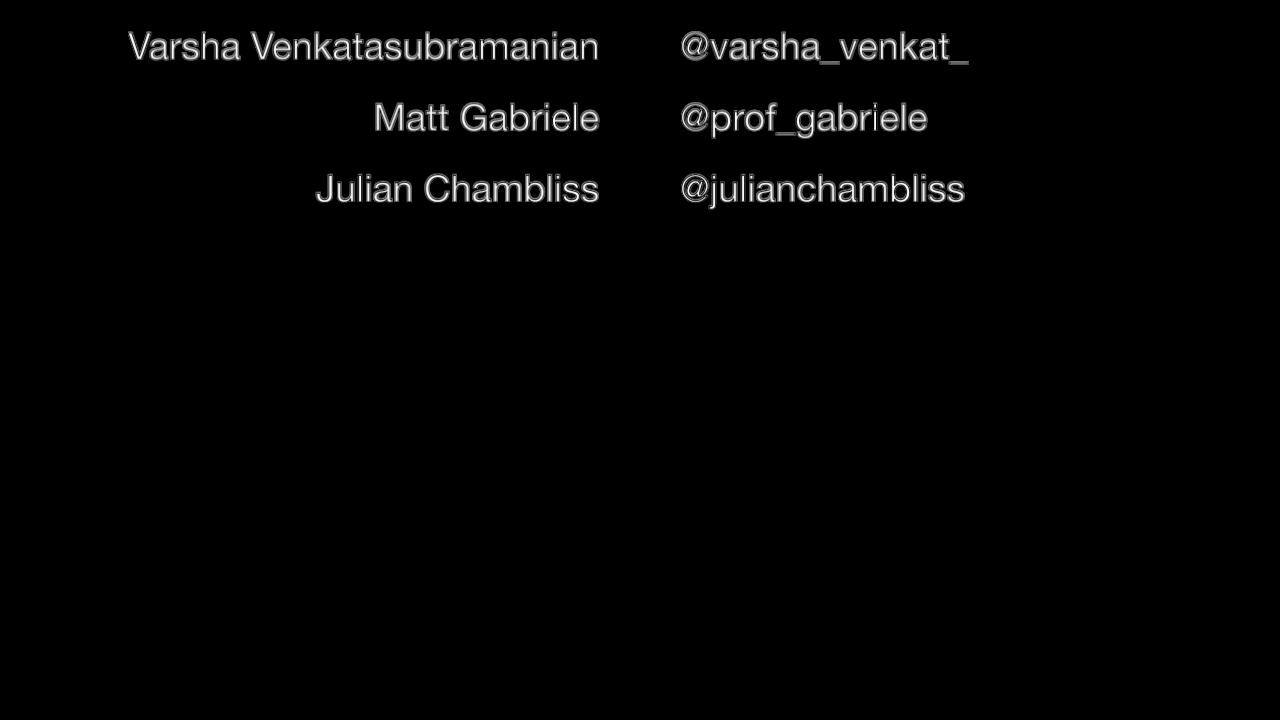 Varsha Venkatasubramanian @varsha_venkat_
Matt Gabriele @prof_gabriele
Julian Chambliss @julianchambliss